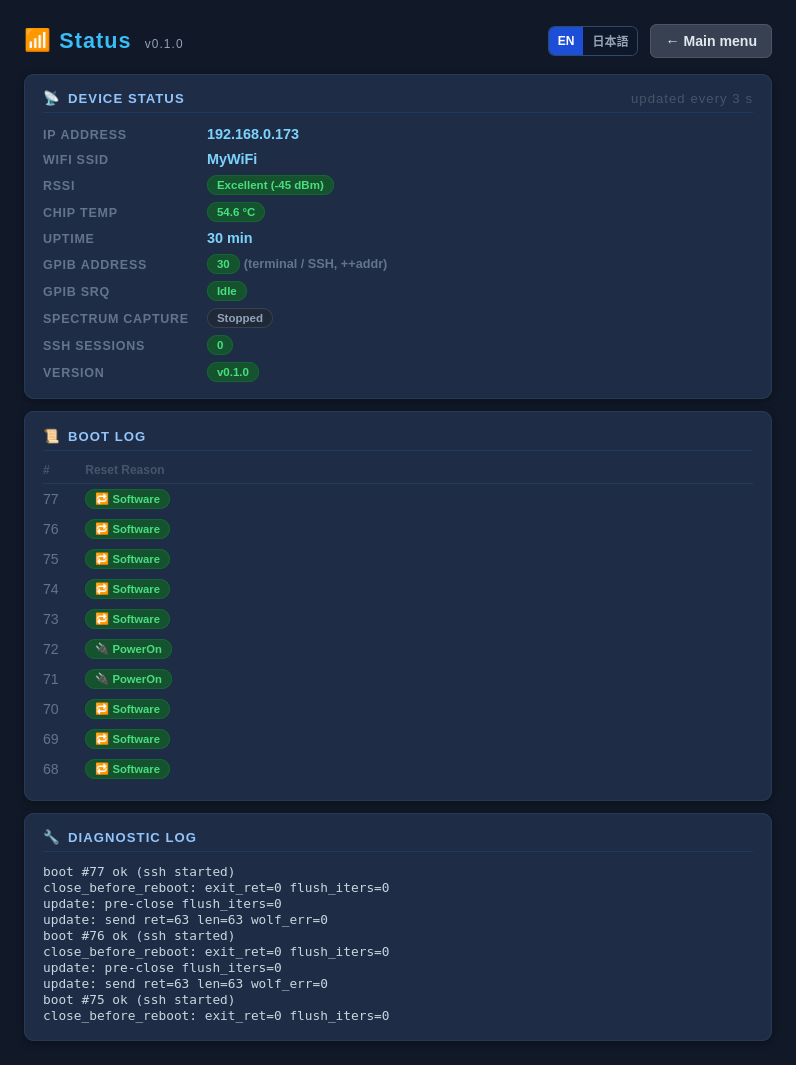 Status v0.1.0
EN 日本語
← Main menu
DEVICE STATUS
updated every 3 s
IP ADDRESS 192.168.0.173
WIFI SSID MyWiFi
RSSI Excellent (-45 dBm)
CHIP TEMP 54.6 °C
UPTIME 30 min
GPIB ADDRESS 30 (terminal / SSH, ++addr)
GPIB SRQ Idle
SPECTRUM CAPTURE Stopped
SSH SESSIONS 0
VERSION v0.1.0
BOOT LOG
# Reset Reason
77 Software
76 Software
75 Software
74 Software
73 Software
72 PowerOn
71 PowerOn
70 Software
69 Software
68 Software
DIAGNOSTIC LOG
boot #77 ok (ssh started)
close_before_reboot: exit_ret=0 flush_iters=0
update: pre-close flush_iters=0
update: send ret=63 len=63 wolf_err=0
boot #76 ok (ssh started)
close_before_reboot: exit_ret=0 flush_iters=0
update: pre-close flush_iters=0
update: send ret=63 len=63 wolf_err=0
boot #75 ok (ssh started)
close_before_reboot: exit_ret=0 flush_iters=0